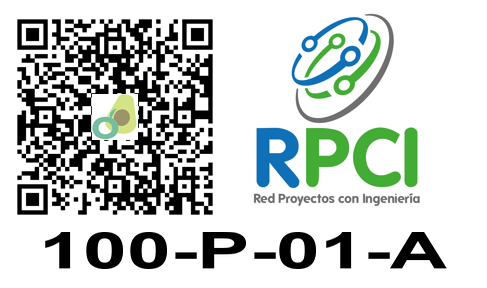 RPCI
Red Proyectos con Ingeniería
100-P-01-A